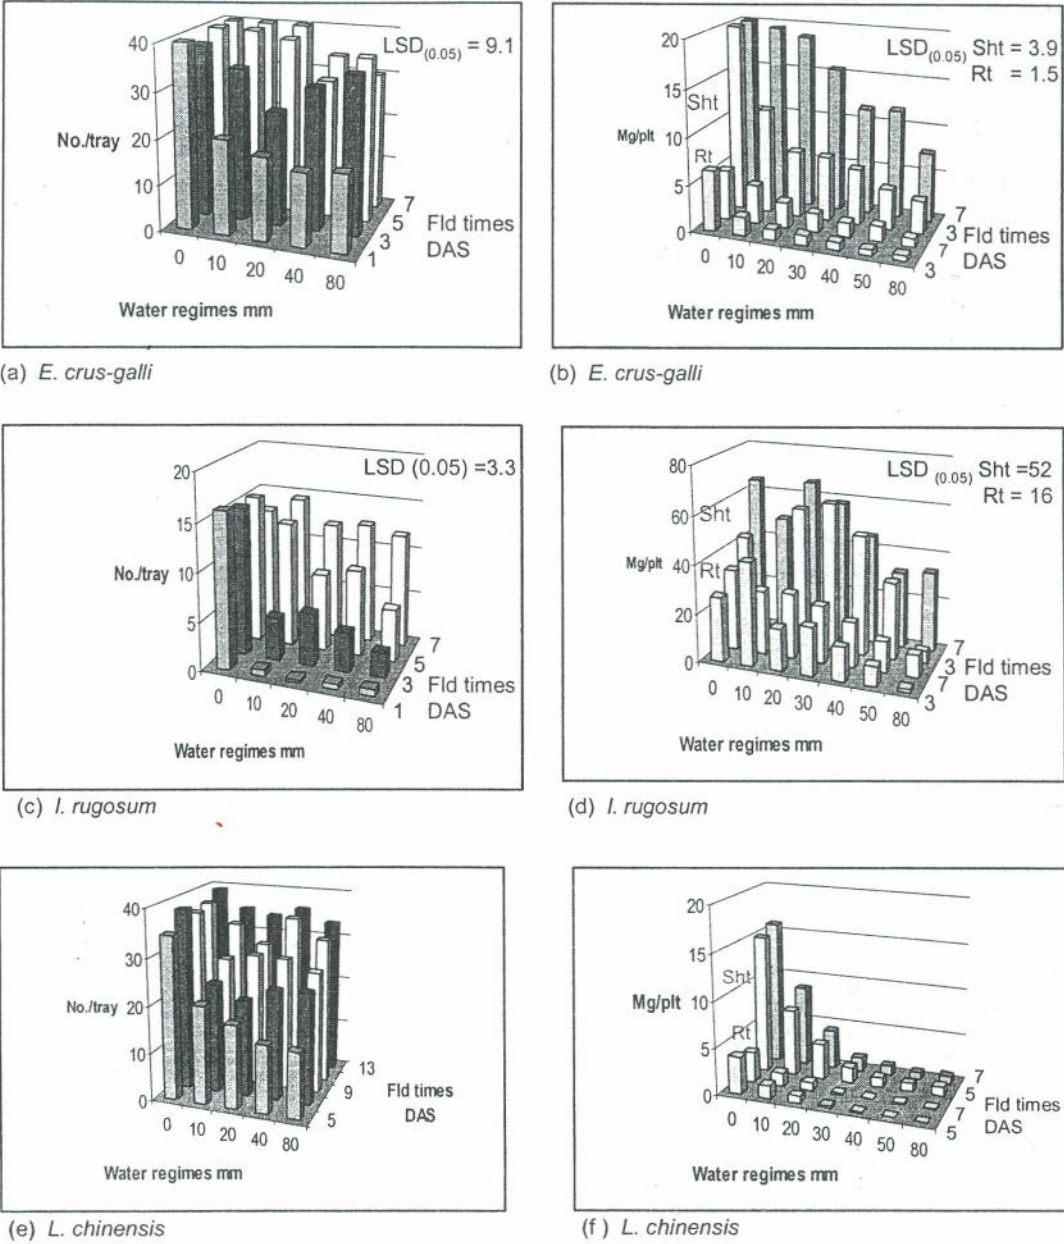 LSD(0.05) = 9.1
40
30
20
10
0
No./tray
0 10 20 40 80
7
5
3
1
Fld times
DAS
Water regimes mm
(a) E. crus-galli
LSD(0.05) Sht = 3.9
Rt = 1.5
20
15
10
5
0
Sht
Mg/plt
Rt
0 10 20 30 40 50 80
7
3
7
3
Fld times
DAS
Water regimes mm
(b) E. crus-galli
LSD (0.05) =3.3
20
15
10
5
0
No./tray
0 10 20 40 80
7
5
3
1
Fld times
DAS
Water regimes mm
(c) I. rugosum
LSD (0.05) Sht =52
Rt = 16
80
60
40
20
0
Sht
Mg/plt
Rt
0 10 20 30 40 50 80
7
3
7
3
Fld times
DAS
Water regimes mm
(d) I. rugosum
40
30
20
10
0
No./tray
0 10 20 40 80
13
9
5
Fld times
DAS
Water regimes mm
(e) L. chinensis
20
15
10
5
0
Sht
Mg/plt
Rt
0 10 20 30 40 50 80
7
5
7
5
Fld times
DAS
Water regimes mm
(f) L. chinensis